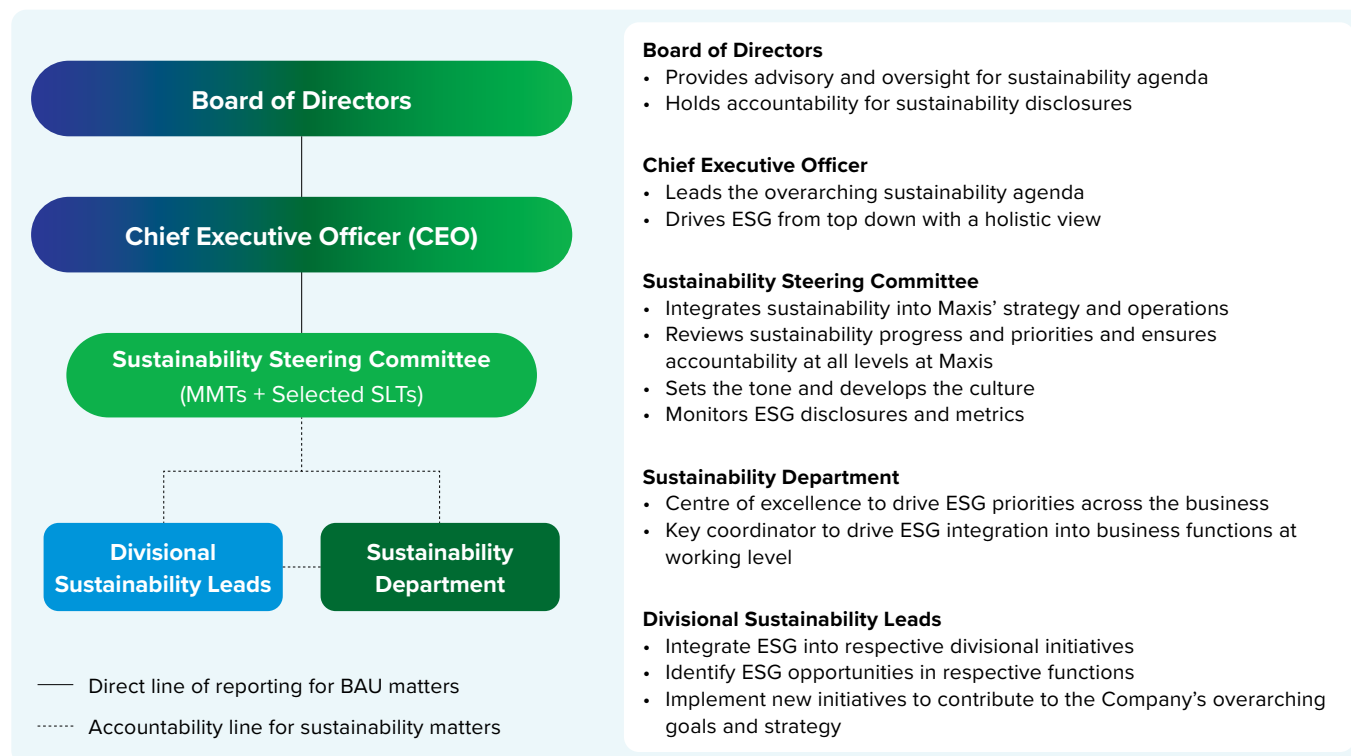 Board of Directors
Chief Executive Officer (CEO)
Sustainability Steering Committee
(MMTs + Selected SLTs)
Divisional
Sustainability Leads
Sustainability
Department
Direct line of reporting for BAU matters
Accountability line for sustainability matters
Board of Directors
• Provides advisory and oversight for sustainability agenda
• Holds accountability for sustainability disclosures
Chief Executive Officer
• Leads the overarching sustainability agenda
• Drives ESG from top down with a holistic view
Sustainability Steering Committee
• Integrates sustainability into Maxis’ strategy and operations
• Reviews sustainability progress and priorities and ensures
accountability at all levels at Maxis
• Sets the tone and develops the culture
• Monitors ESG disclosures and metrics
Sustainability Department
• Centre of excellence to drive ESG priorities across the business
• Key coordinator to drive ESG integration into business functions at
working level
Divisional Sustainability Leads
• Integrate ESG into respective divisional initiatives
• Identify ESG opportunities in respective functions
• Implement new initiatives to contribute to the Company’s overarching
goals and strategy